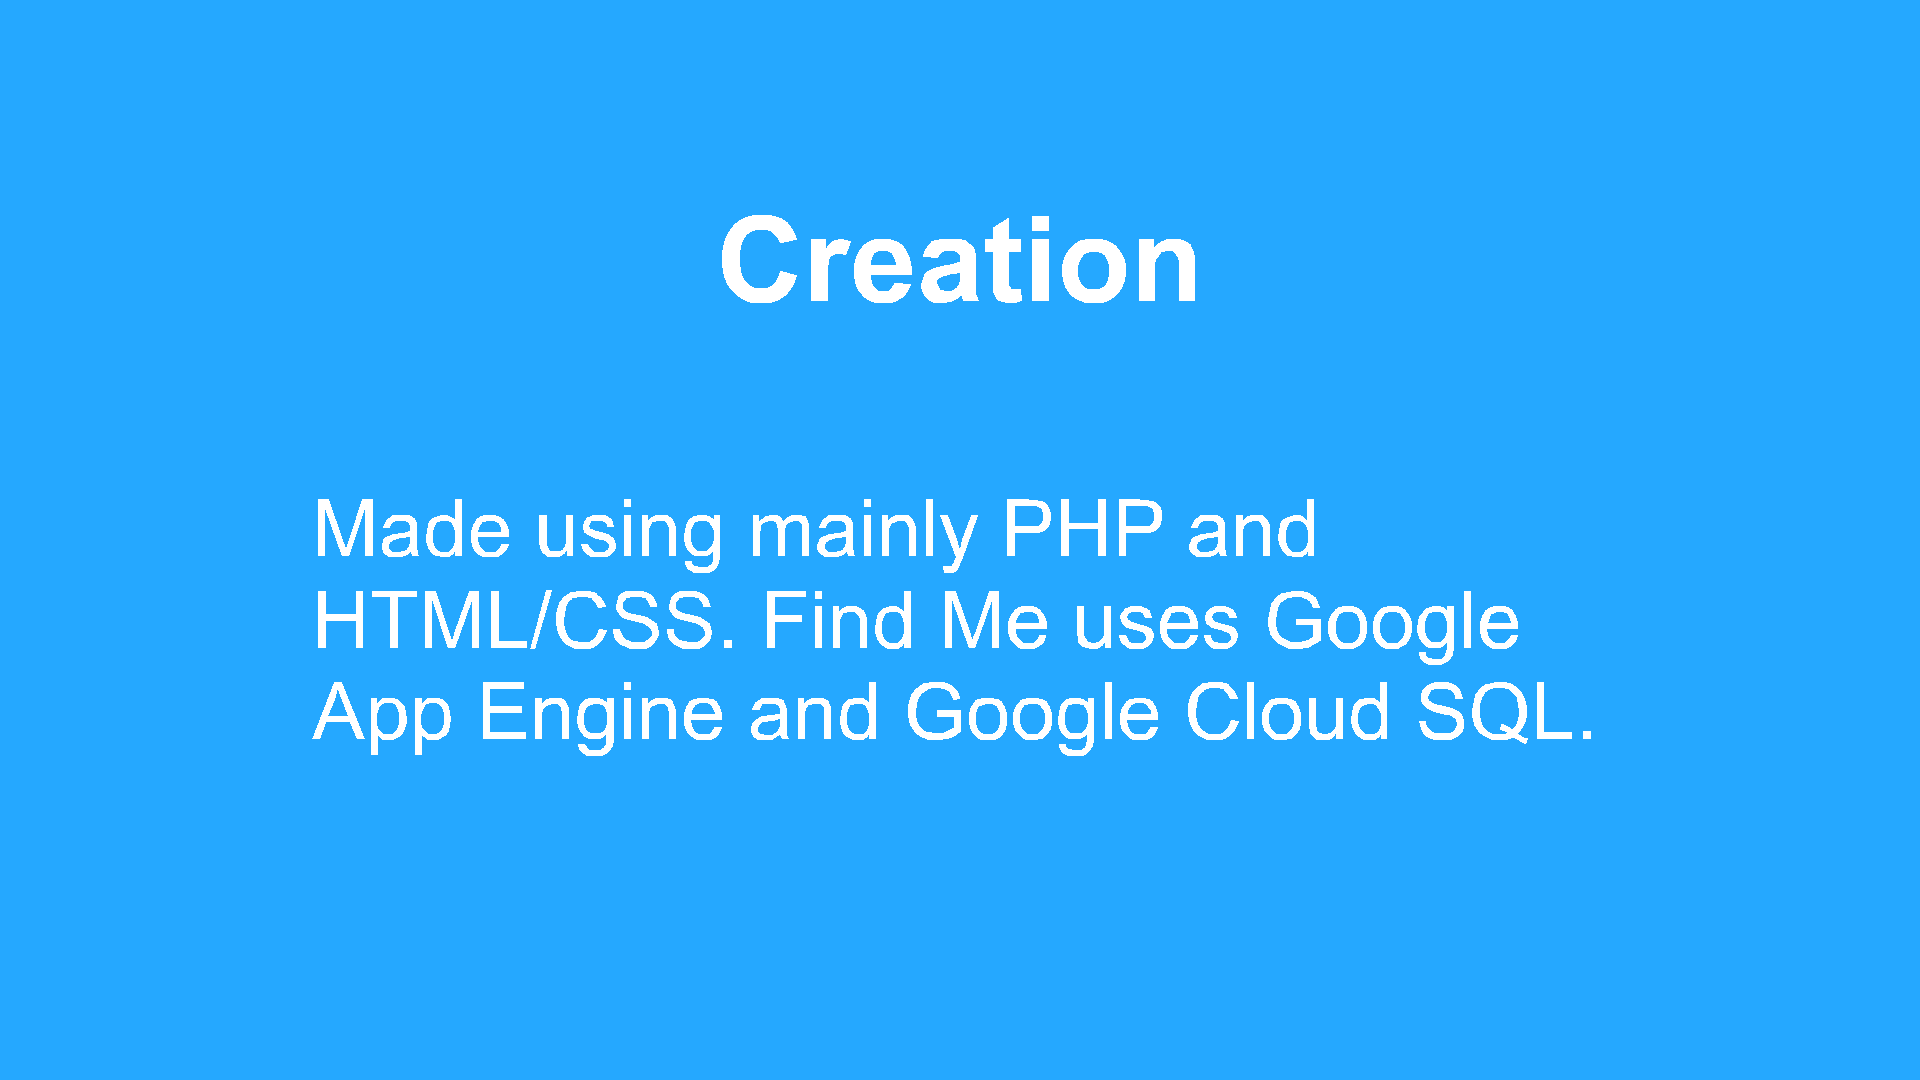 Creation
Made using mainly PHP and
HTML/CSS. Find Me uses Google
App Engine and Google Cloud SQL.